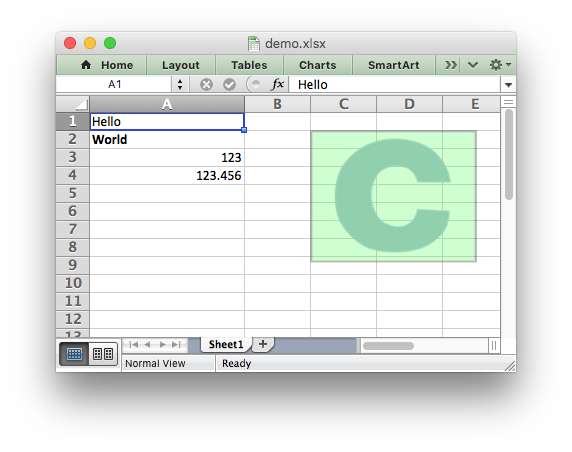 demo.xlsx
Home Layout Tables Charts SmartArt
A1 fx Hello
A B C D E
1 Hello
2 World
3 123
4 123.456
5
6
7
8
9
10
11
12
13
C
Sheet1
Normal View Ready